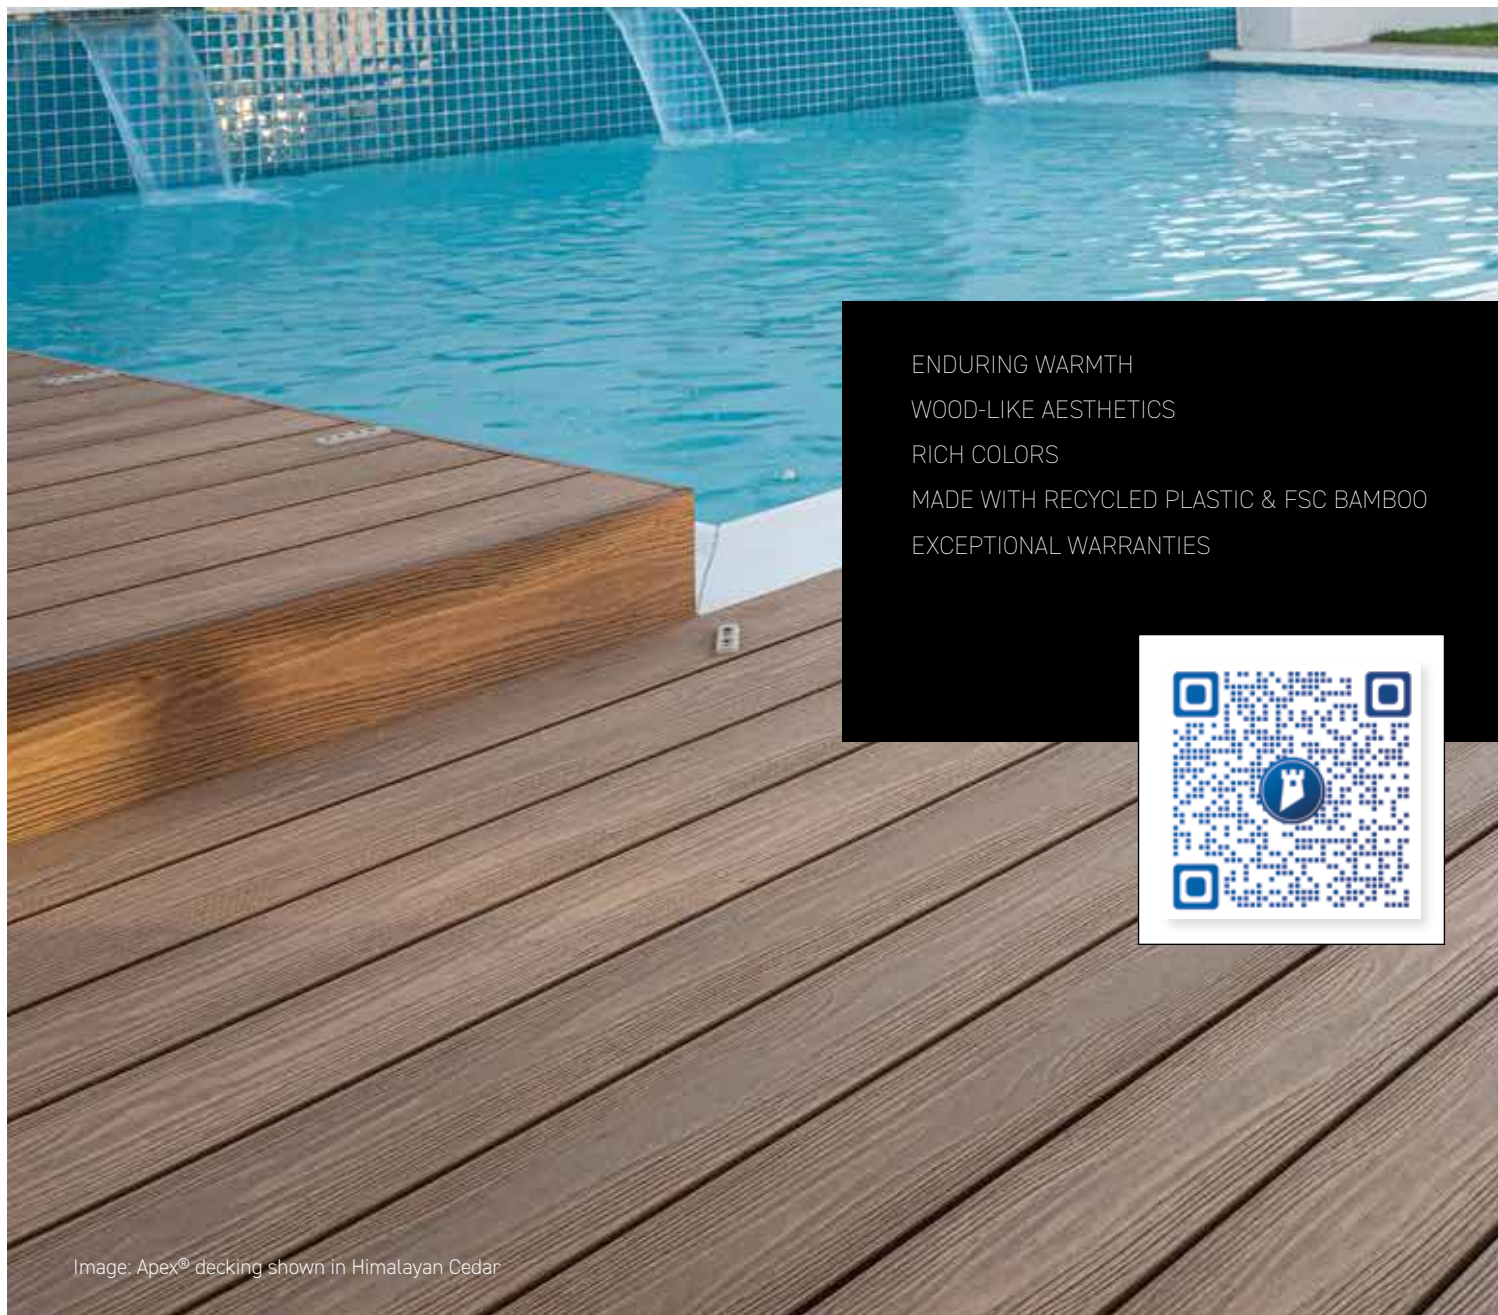 ENDURING WARMTH
WOOD-LIKE AESTHETICS
RICH COLORS
MADE WITH RECYCLED PLASTIC & FSC BAMBOO
EXCEPTIONAL WARRANTIES
Image: Apex® decking shown in Himalayan Cedar